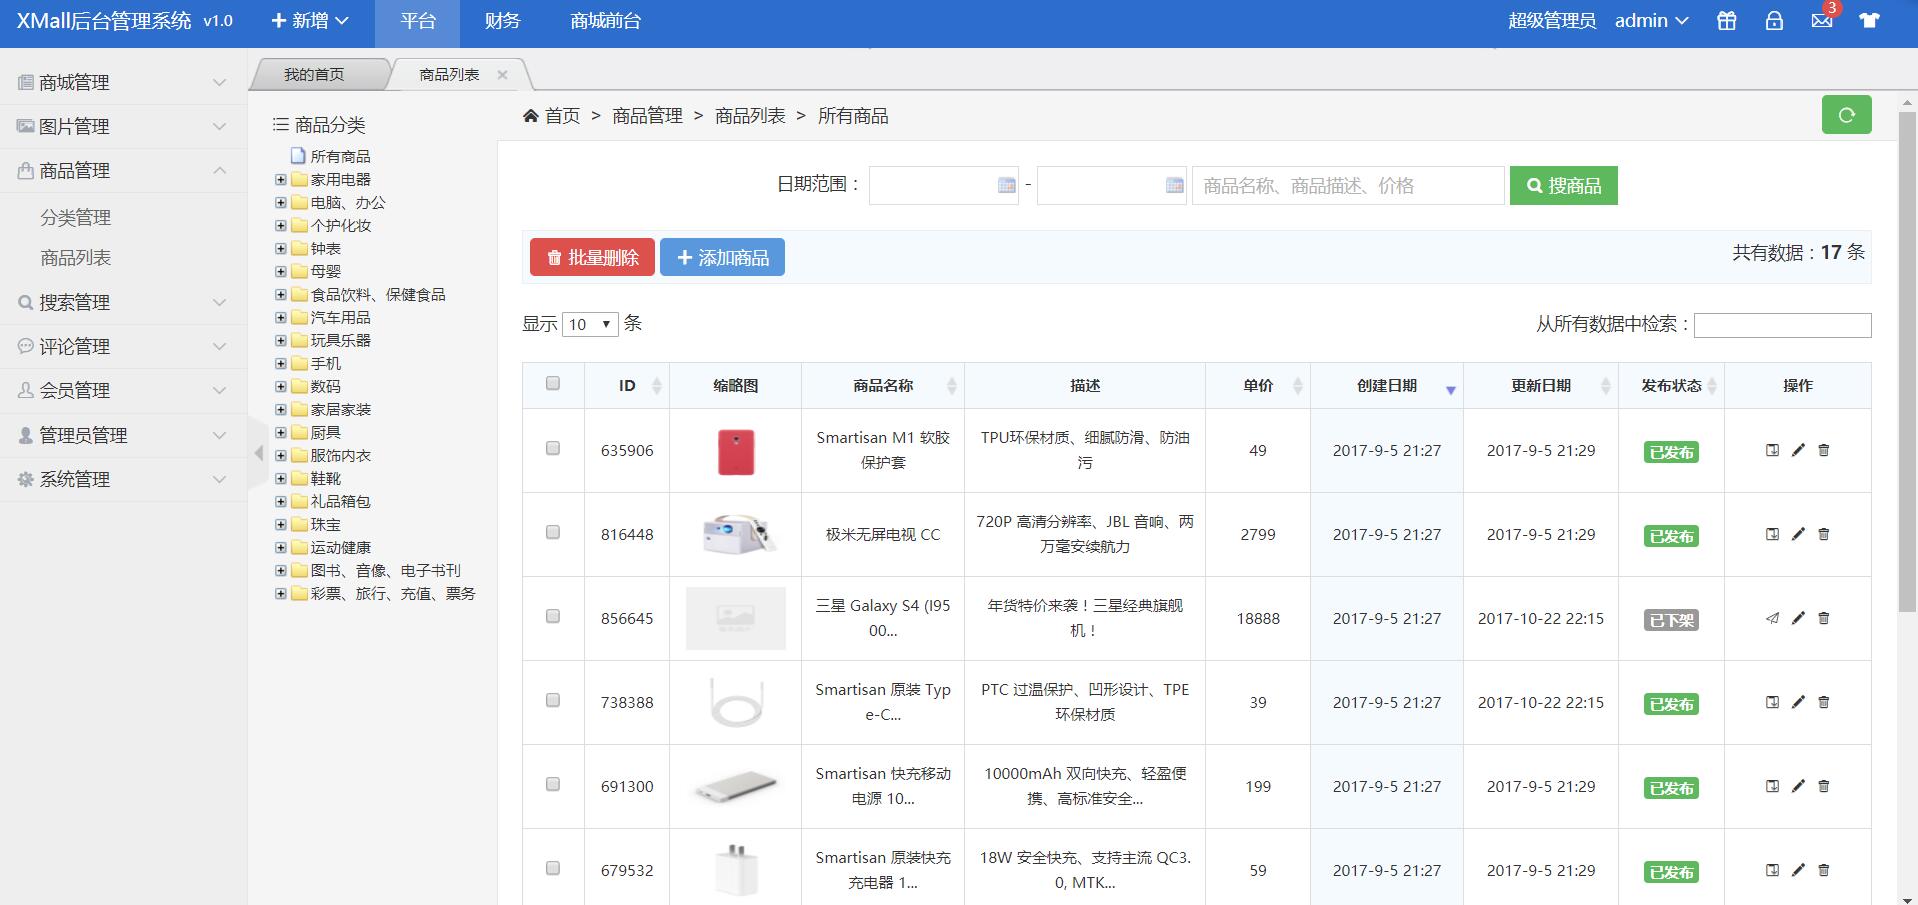 XMall后台管理系统 v1.0 新增 平台 财务 商城前台 超级管理员 admin 3
我的首页 商品列表
商城管理
图片管理
商品管理
分类管理
商品列表
搜索管理
评论管理
会员管理
管理员管理
系统管理
商品分类
所有商品
家用电器
电脑、办公
个护化妆
钟表
母婴
食品饮料、保健食品
汽车用品
玩具乐器
手机
数码
家居家装
厨具
服饰内衣
鞋靴
礼品箱包
珠宝
运动健康
图书、音像、电子书刊
彩票、旅行、充值、票务
首页 > 商品管理 > 商品列表 > 所有商品
日期范围： - 商品名称、商品描述、价格 搜商品
批量删除 添加商品 共有数据：17 条
显示 10 条 从所有数据中检索：
ID 缩略图 商品名称 描述 单价 创建日期 更新日期 发布状态 操作
635906 Smartisan M1 软胶
保护套 TPU环保材质、细腻防滑、防油
污 49 2017-9-5 21:27 2017-9-5 21:29 已发布
816448 极米无屏电视 CC 720P 高清分辨率、JBL 音响、两
万毫安续航力 2799 2017-9-5 21:27 2017-9-5 21:29 已发布
856645 三星 Galaxy S4 (I95
00... 年货特价来袭！三星经典旗舰
机！ 18888 2017-9-5 21:27 2017-10-22 22:15 已下架
738388 Smartisan 原装 Typ
e-C... PTC 过温保护、凹形设计、TPE
环保材质 39 2017-9-5 21:27 2017-10-22 22:15 已发布
691300 Smartisan 快充移动
电源 10... 10000mAh 双向快充、轻盈便
携、高标准安全... 199 2017-9-5 21:27 2017-9-5 21:29 已发布
679532 Smartisan 原装快充
充电器 1... 18W 安全快充、支持主流 QC3.
0, MTK... 59 2017-9-5 21:27 2017-9-5 21:29 已发布